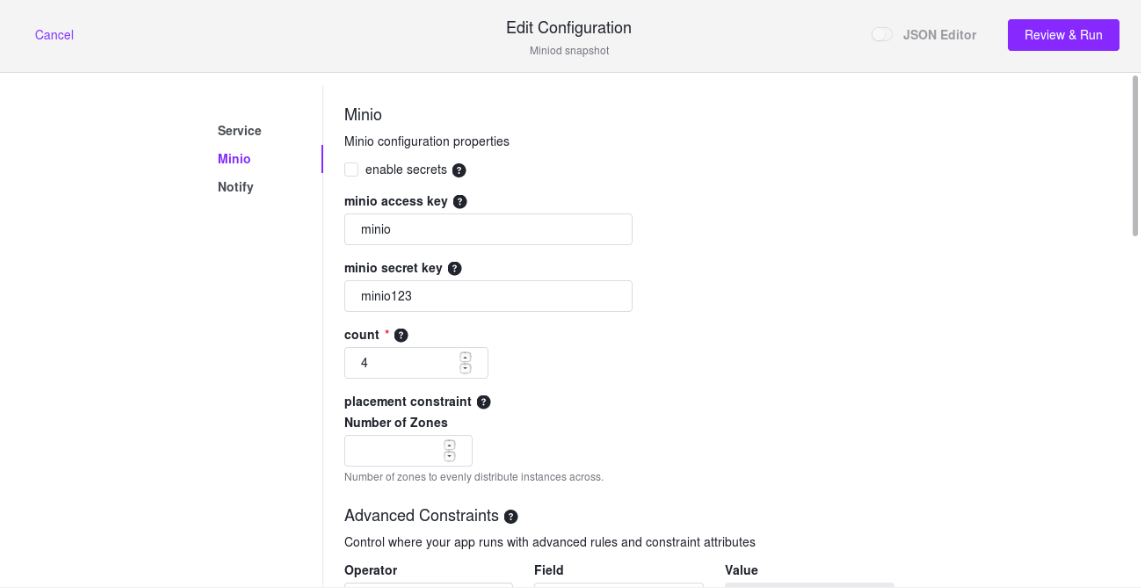 Cancel
Edit Configuration
Miniod snapshot
JSON Editor
Review & Run
Service
Minio
Notify
Minio
Minio configuration properties
enable secrets ?
minio access key ?
minio
minio secret key ?
minio123
count * ?
4
placement constraint ?
Number of Zones
Number of zones to evenly distribute instances across.
Advanced Constraints ?
Control where your app runs with advanced rules and constraint attributes
Operator Field Value